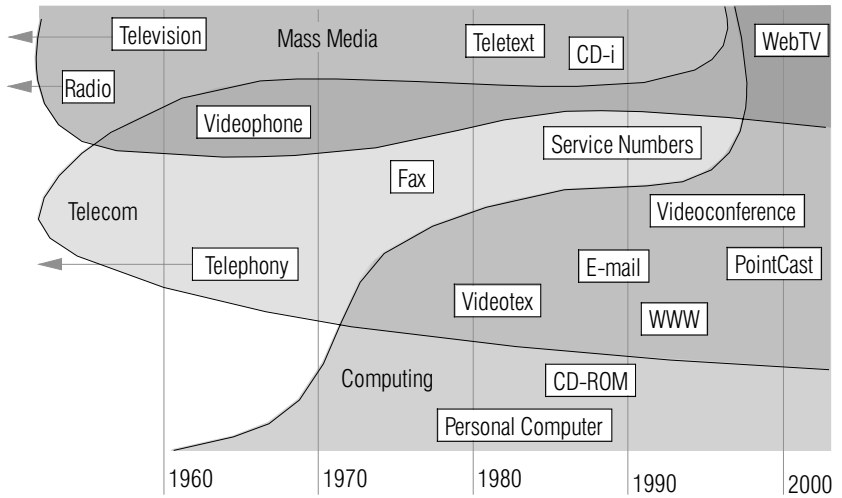 Television
Mass Media
Teletext
CD-i
WebTV
Radio
Videophone
Service Numbers
Fax
Telecom
Videoconference
Telephony
E-mail
PointCast
Videotex
WWW
Computing
CD-ROM
Personal Computer
1960
1970
1980
1990
2000